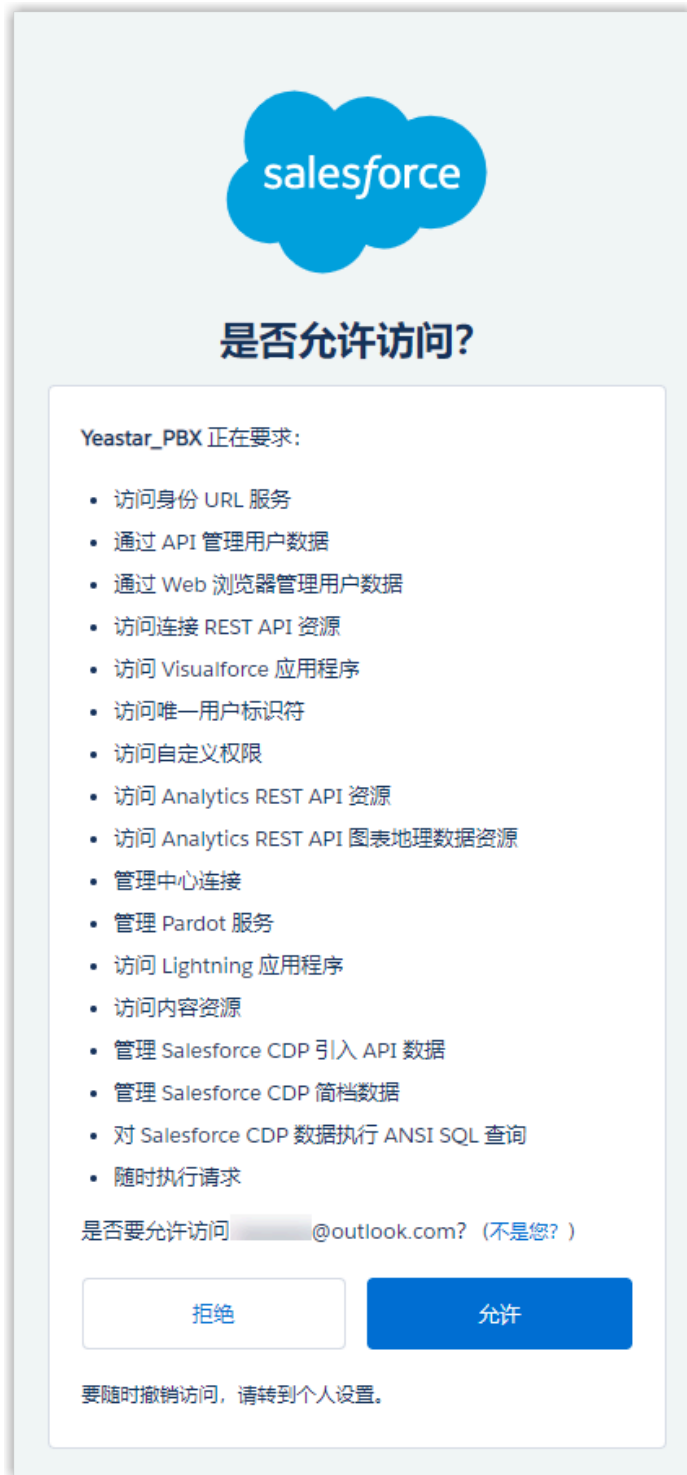 salesforce
是否允许访问?
Yeastar_PBX 正在要求:
• 访问身份 URL 服务
• 通过 API 管理用户数据
• 通过 Web 浏览器管理用户数据
• 访问连接 REST API 资源
• 访问 Visualforce 应用程序
• 访问唯一用户标识符
• 访问自定义权限
• 访问 Analytics REST API 资源
• 访问 Analytics REST API 图表地理数据资源
• 管理中心连接
• 管理 Pardot 服务
• 访问 Lightning 应用程序
• 访问内容资源
• 管理 Salesforce CDP 引入 API 数据
• 管理 Salesforce CDP 简档数据
• 对 Salesforce CDP 数据执行 ANSI SQL 查询
• 随时执行请求
是否要允许访问 @outlook.com? (不是您? )
拒绝
允许
要随时撤销访问，请转到个人设置。